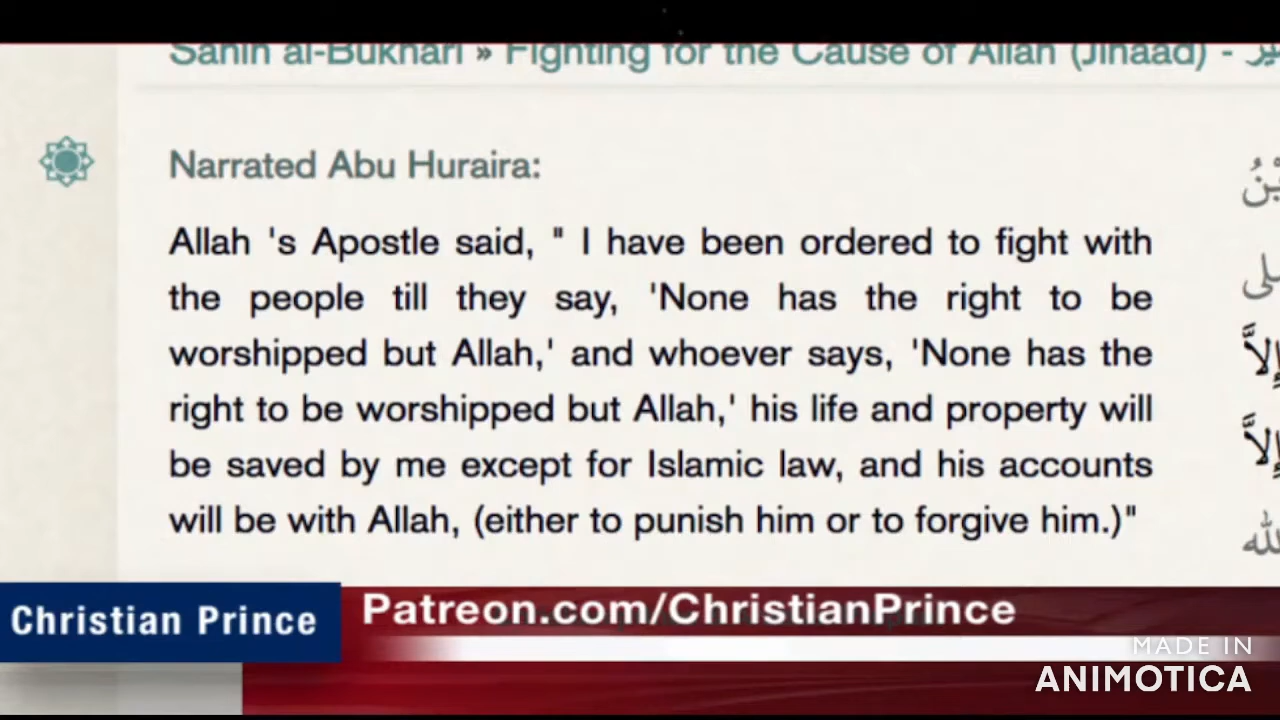 Sahih al-Bukhari » Fighting for the Cause of Allah (Jihaad) -
Narrated Abu Huraira:
Allah 's Apostle said, " I have been ordered to fight with
the people till they say, 'None has the right to be
worshipped but Allah,' and whoever says, 'None has the
right to be worshipped but Allah,' his life and property will
be saved by me except for Islamic law, and his accounts
will be with Allah, (either to punish him or to forgive him.)"
إلاَّ
إلاَّ
Christian Prince
Patreon.com/ChristianPrince
MADE IN
ANIMOTICA